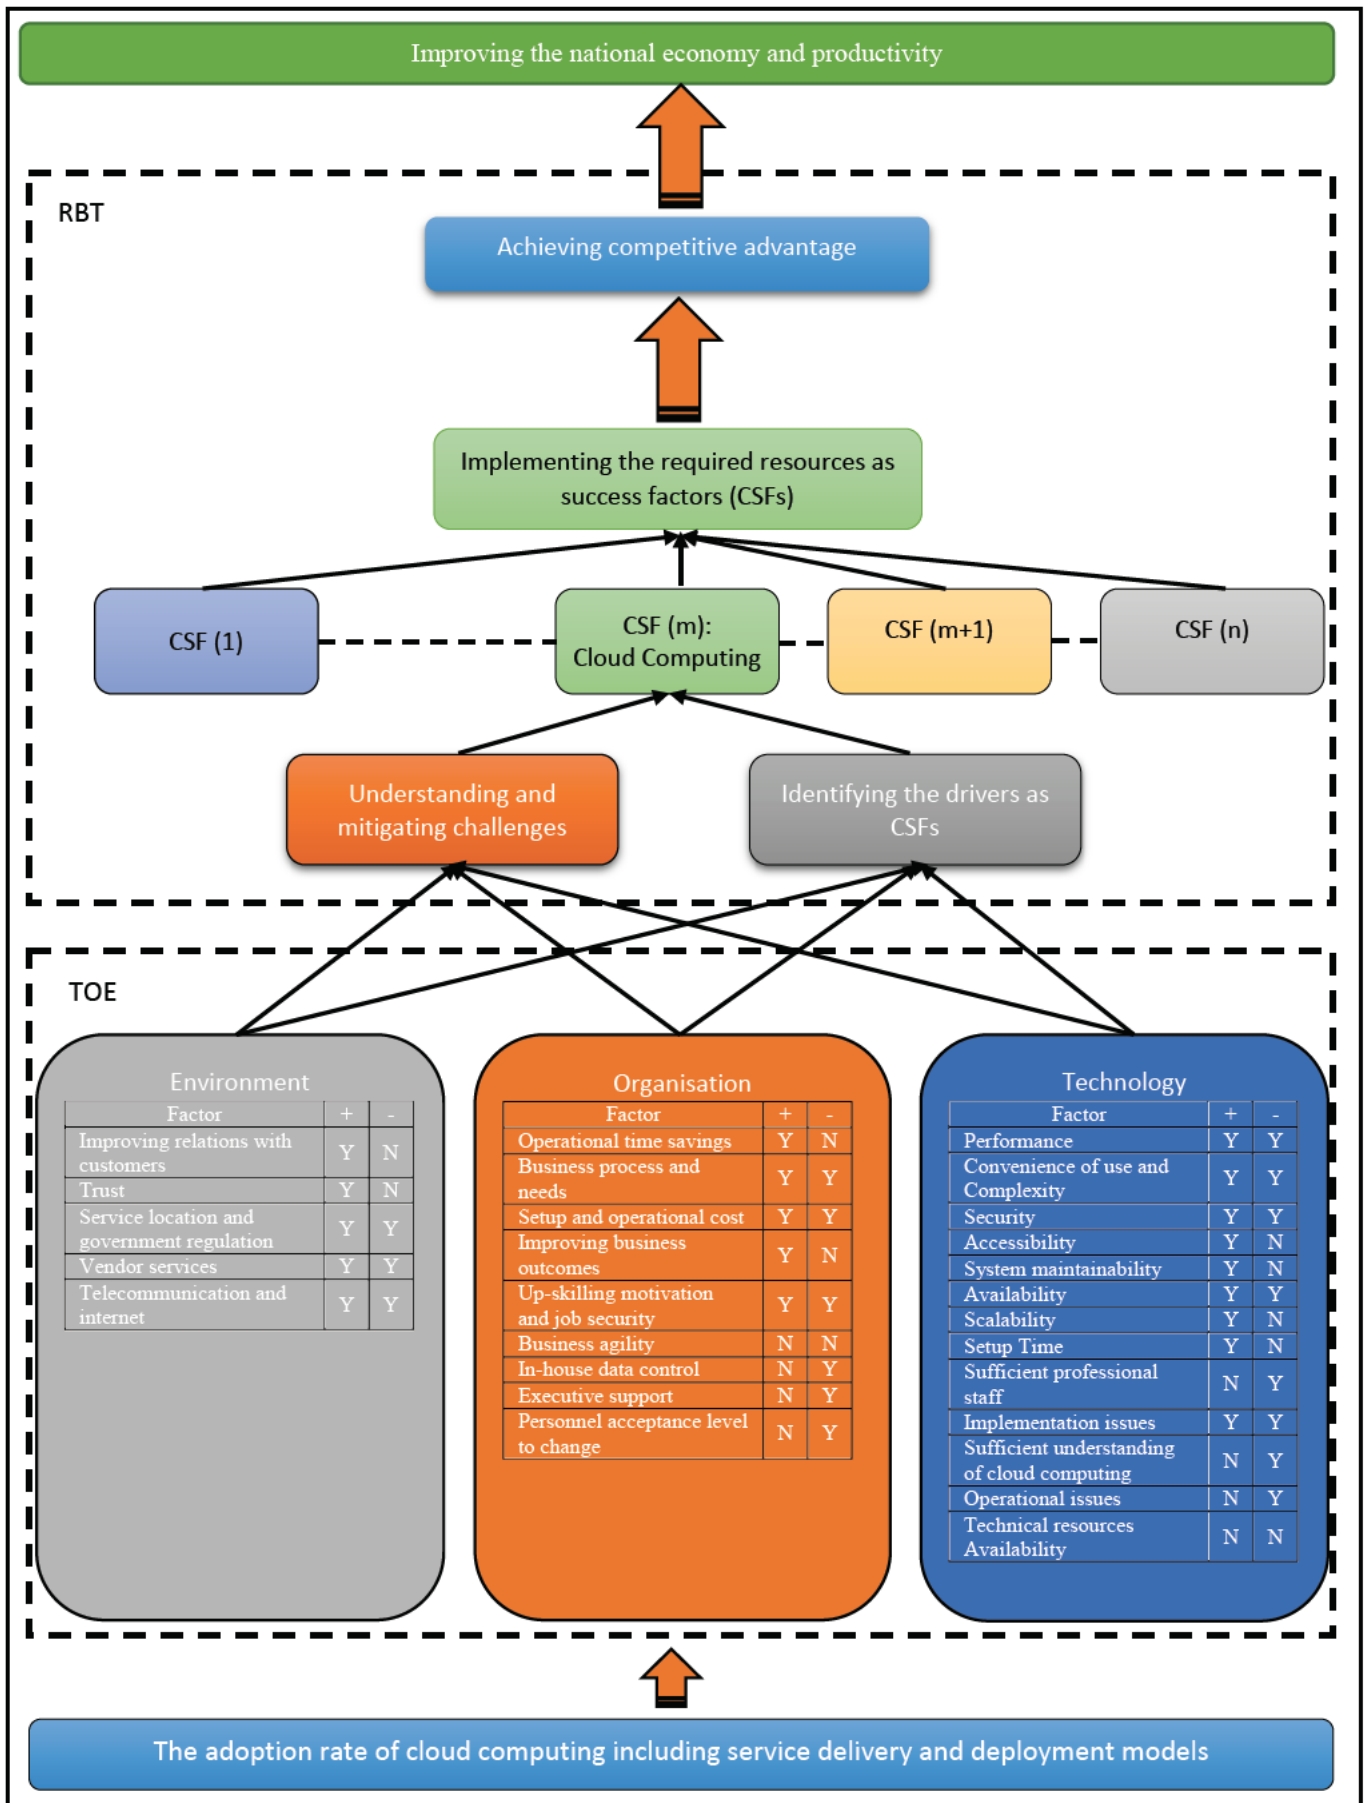 Improving the national economy and productivity
RBT
Achieving competitive advantage
Implementing the required resources as
success factors (CSFs)
CSF (1)
CSF (m):
Cloud Computing
CSF (m+1)
CSF (n)
Understanding and
mitigating challenges
Identifying the drivers as
CSFs
TOE
Environment
Factor + -
Improving relations with
customers Y N
Trust Y N
Service location and
government regulation Y Y
Vendor services Y Y
Telecommunication and
internet Y Y
Organisation
Factor + -
Operational time savings Y N
Business process and
needs Y Y
Setup and operational cost Y Y
Improving business
outcomes Y N
Up-skilling motivation
and job security Y Y
Business agility N N
In-house data control N Y
Executive support N Y
Personnel acceptance level
to change N Y
Technology
Factor + -
Performance Y Y
Convenience of use and
Complexity Y Y
Security Y Y
Accessibility Y N
System maintainability Y N
Availability Y Y
Scalability Y N
Setup Time Y N
Sufficient professional
staff N Y
Implementation issues Y Y
Sufficient understanding
of cloud computing N Y
Operational issues N Y
Technical resources
Availability N N
The adoption rate of cloud computing including service delivery and deployment models